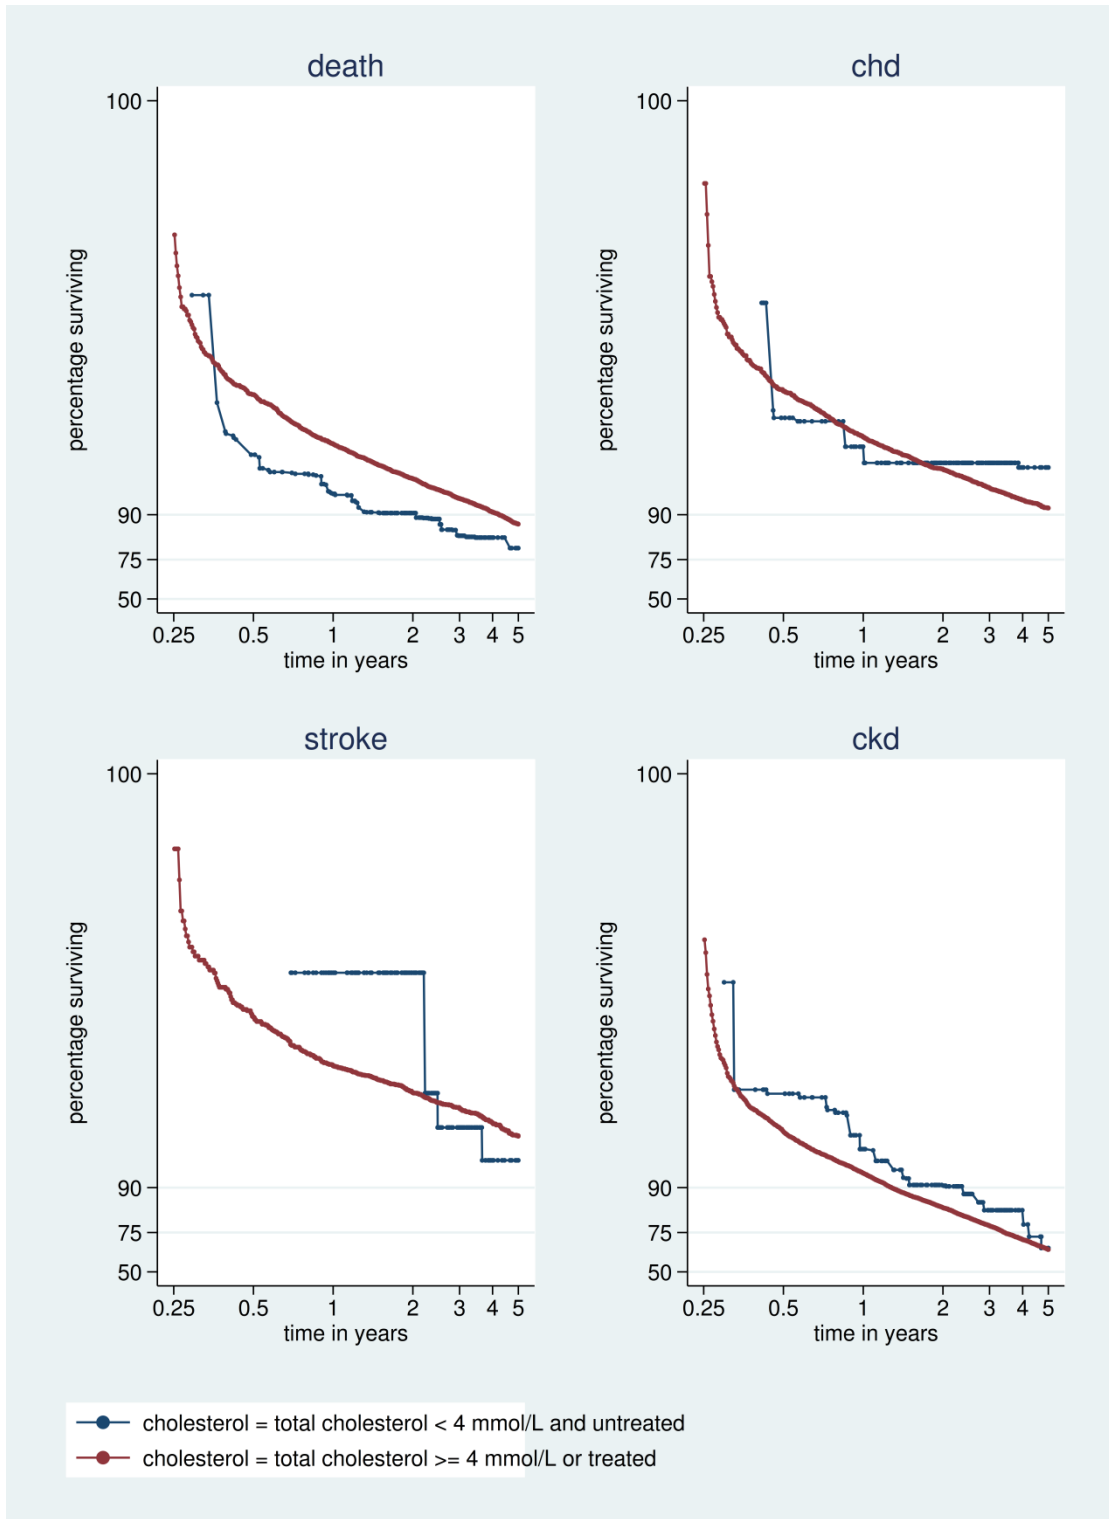 death
chd
100
90
75
50
percentage surviving
0.25 0.5 1 2 3 4 5
time in years
100
90
75
50
percentage surviving
0.25 0.5 1 2 3 4 5
time in years
stroke
ckd
100
90
75
50
percentage surviving
0.25 0.5 1 2 3 4 5
time in years
100
90
75
50
percentage surviving
0.25 0.5 1 2 3 4 5
time in years
cholesterol = total cholesterol < 4 mmol/L and untreated
cholesterol = total cholesterol >= 4 mmol/L or treated